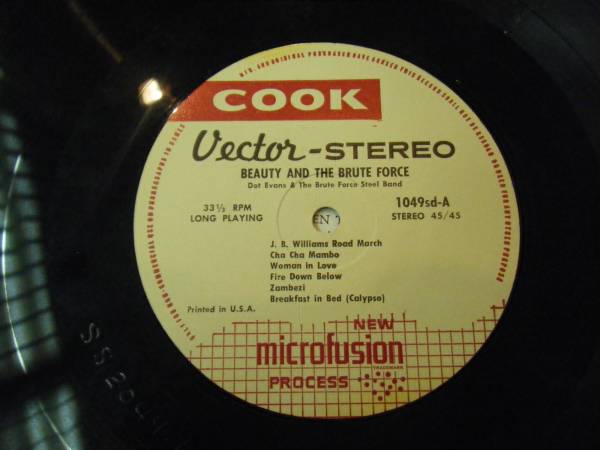 COOK
Vector-STEREO
BEAUTY AND THE BRUTE FORCE
Dot Evans & The Brute Force Steel Band
33⅓ RPM
LONG PLAYING
1049sd-A
STEREO 45/45
EN
J. B. Williams Road March
Cha Cha Mambo
Woman in Love
Fire Down Below
Zambezi
Breakfast in Bed (Calypso)
Printed in U.S.A.
NEW
microfusion
TRADEMARK
PROCESS